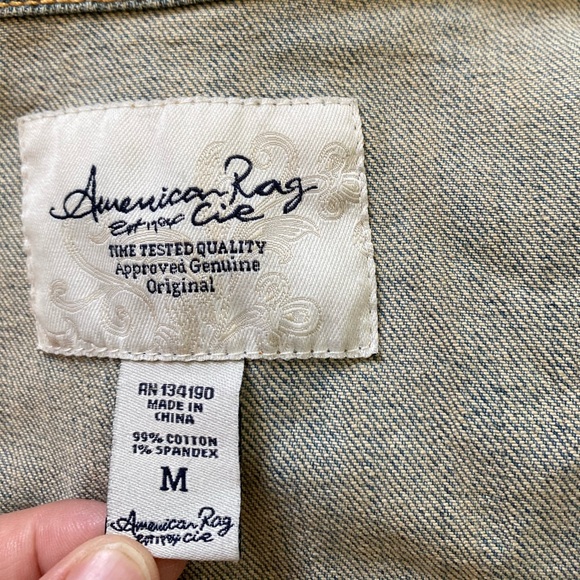 American Rag
Est 1984 Cie
TIME TESTED QUALITY
Approved Genuine
Original
RN 134190
MADE IN
CHINA
99% COTTON
1% SPANDEX
M
American Rag
Est 1984 Cie